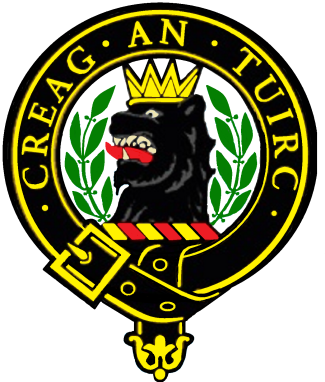 CREAG · AN · TUIRC